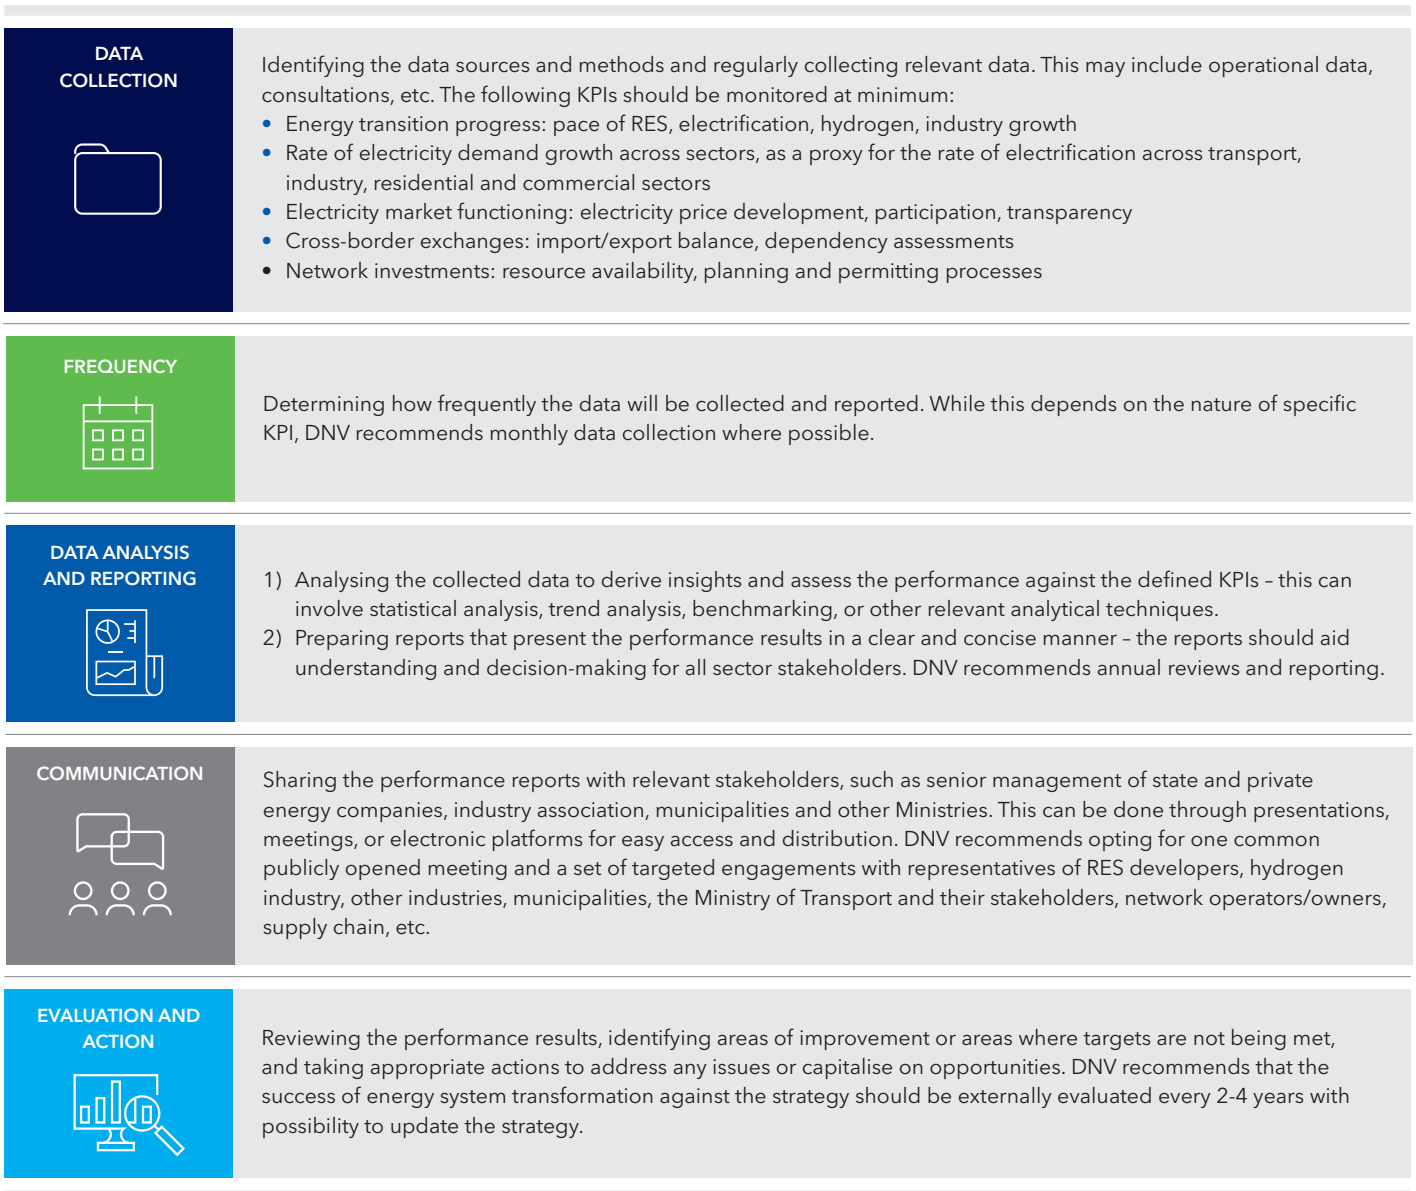 DATA
COLLECTION
Identifying the data sources and methods and regularly collecting relevant data. This may include operational data,
consultations, etc. The following KPIs should be monitored at minimum:
• Energy transition progress: pace of RES, electrification, hydrogen, industry growth
• Rate of electricity demand growth across sectors, as a proxy for the rate of electrification across transport,
industry, residential and commercial sectors
• Electricity market functioning: electricity price development, participation, transparency
• Cross-border exchanges: import/export balance, dependency assessments
• Network investments: resource availability, planning and permitting processes
FREQUENCY
Determining how frequently the data will be collected and reported. While this depends on the nature of specific
KPI, DNV recommends monthly data collection where possible.
DATA ANALYSIS
AND REPORTING
1) Analysing the collected data to derive insights and assess the performance against the defined KPIs – this can
involve statistical analysis, trend analysis, benchmarking, or other relevant analytical techniques.
2) Preparing reports that present the performance results in a clear and concise manner – the reports should aid
understanding and decision-making for all sector stakeholders. DNV recommends annual reviews and reporting.
COMMUNICATION
Sharing the performance reports with relevant stakeholders, such as senior management of state and private
energy companies, industry association, municipalities and other Ministries. This can be done through presentations,
meetings, or electronic platforms for easy access and distribution. DNV recommends opting for one common
publicly opened meeting and a set of targeted engagements with representatives of RES developers, hydrogen
industry, other industries, municipalities, the Ministry of Transport and their stakeholders, network operators/owners,
supply chain, etc.
EVALUATION AND
ACTION
Reviewing the performance results, identifying areas of improvement or areas where targets are not being met,
and taking appropriate actions to address any issues or capitalise on opportunities. DNV recommends that the
success of energy system transformation against the strategy should be externally evaluated every 2-4 years with
possibility to update the strategy.